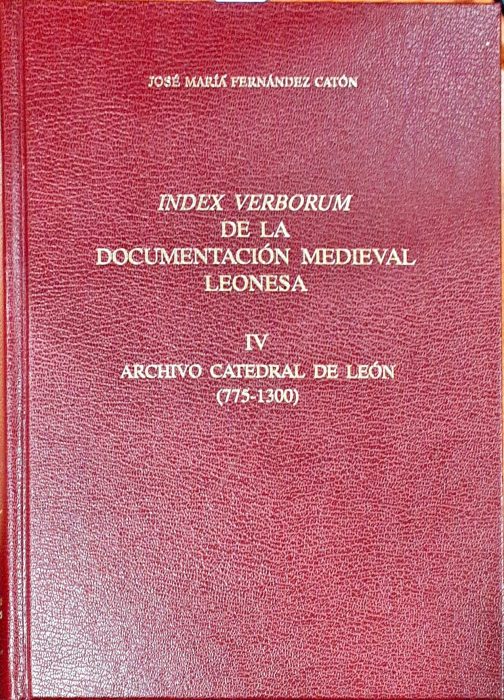 JOSÉ MARÍA FERNÁNDEZ CATÓN
INDEX VERBORUM
DE LA
DOCUMENTACIÓN MEDIEVAL
LEONESA
IV
ARCHIVO CATEDRAL DE LEÓN
(775-1300)